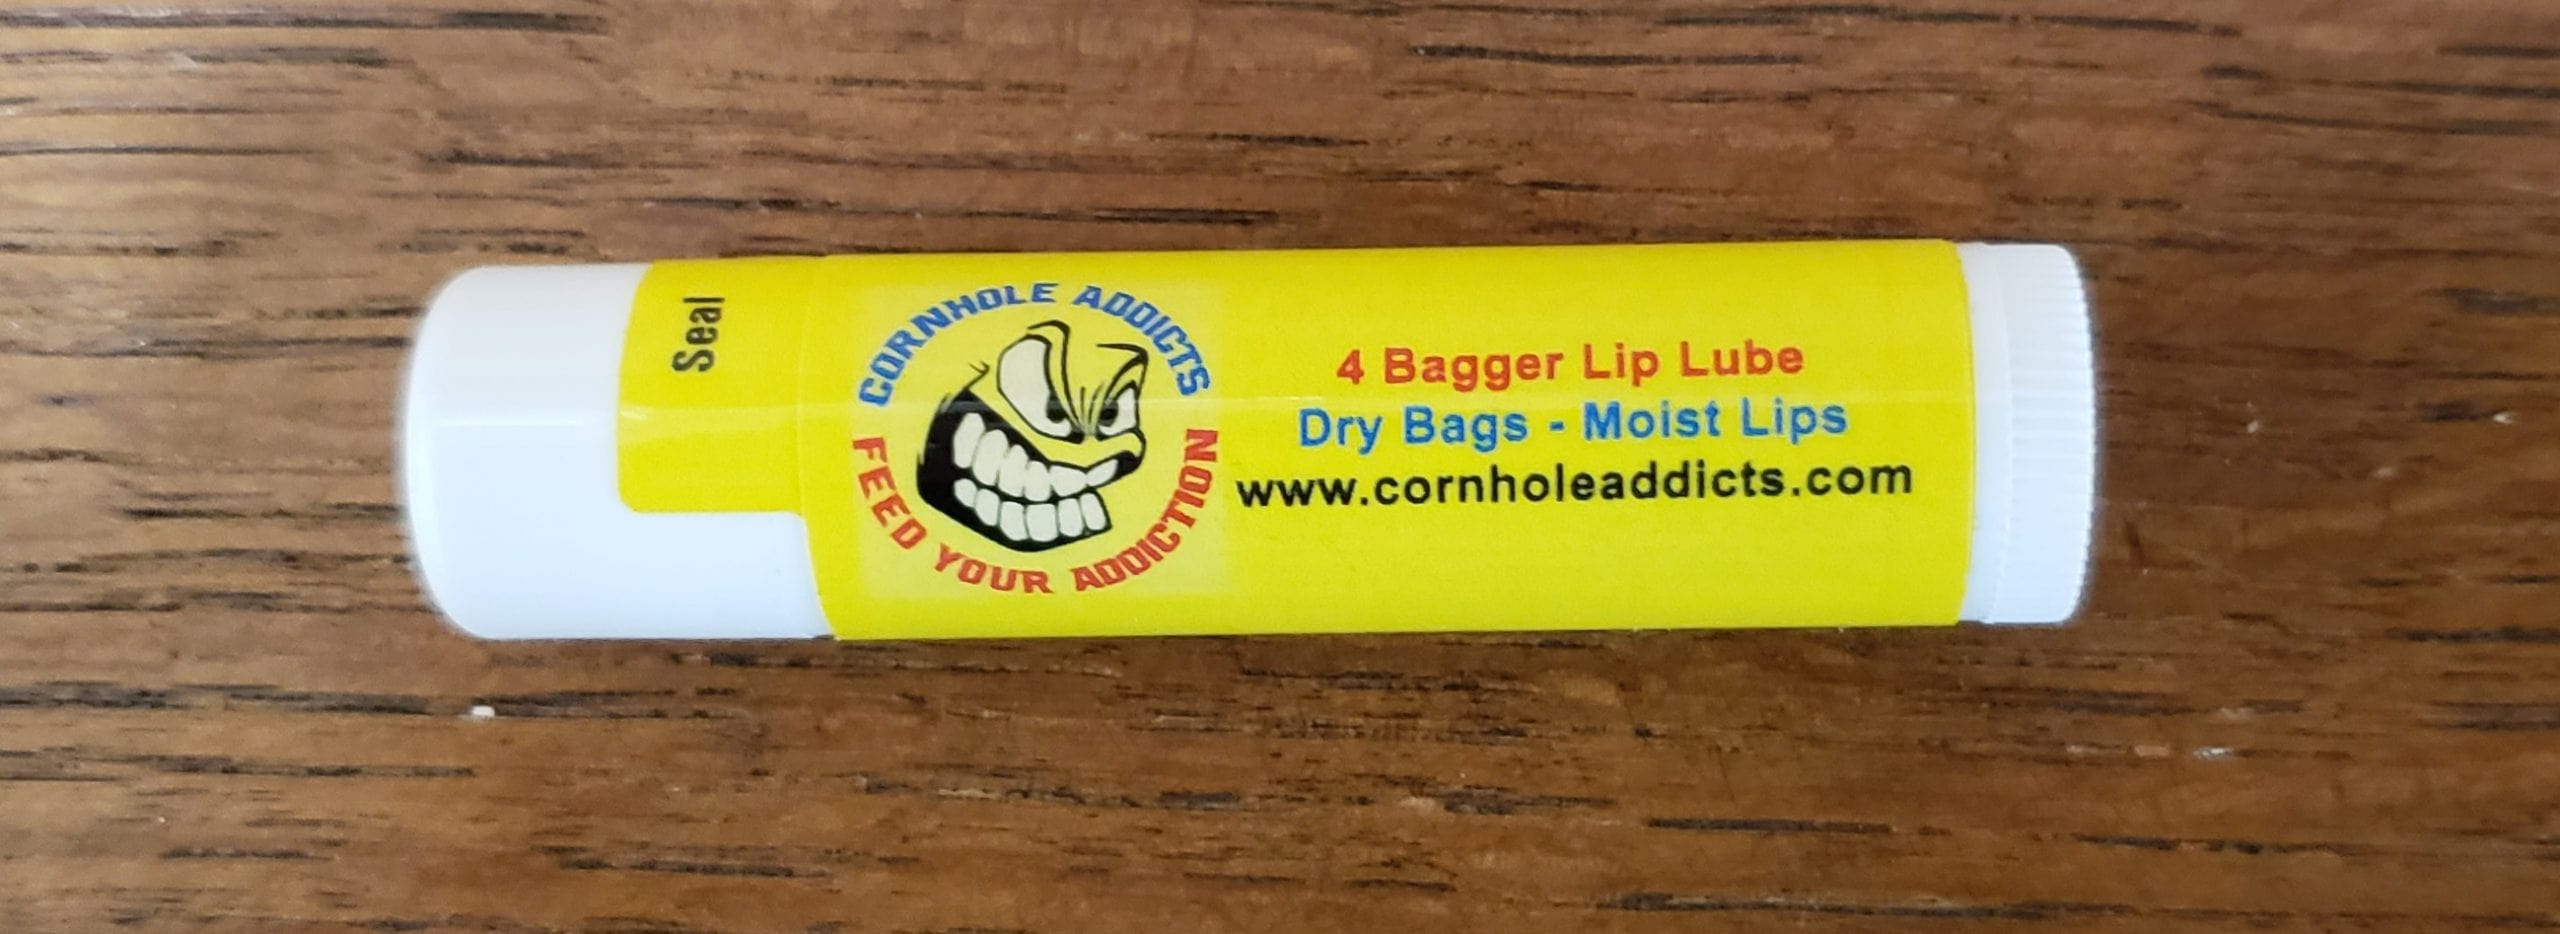 Seal
CORNHOLE ADDICTS
FEED YOUR ADDICTION
4 Bagger Lip Lube
Dry Bags - Moist Lips
www.cornholeaddicts.com